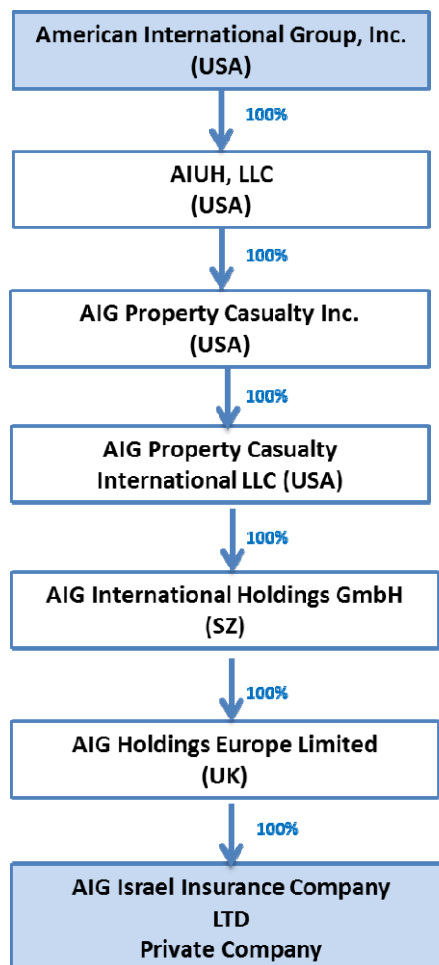 American International Group, Inc.
(USA)
100%
AIUH, LLC
(USA)
100%
AIG Property Casualty Inc.
(USA)
100%
AIG Property Casualty
International LLC (USA)
100%
AIG International Holdings GmbH
(SZ)
100%
AIG Holdings Europe Limited
(UK)
100%
AIG Israel Insurance Company
LTD
Private Company